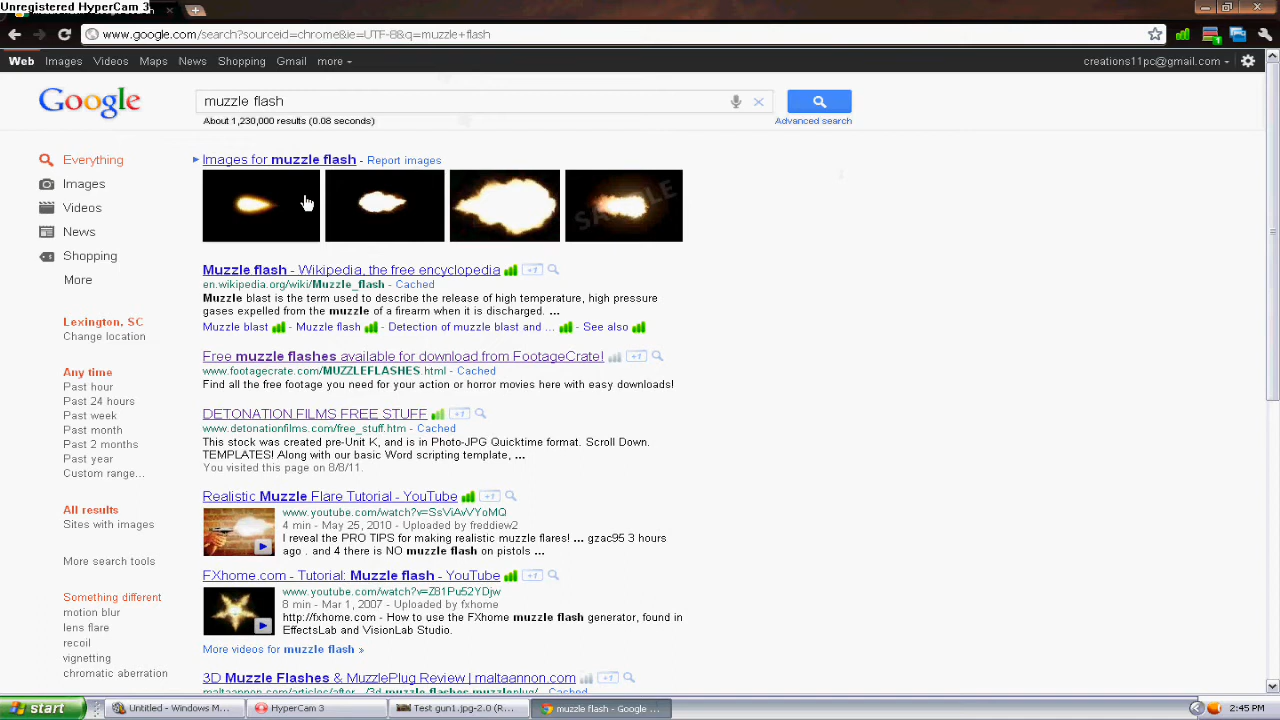 Unregistered HyperCam 3
www.google.com/search?sourceid=chrome&ie=UTF-8&q=muzzle+flash
Web Images Videos Maps News Shopping Gmail more
creations11pc@gmail.com
Google
muzzle flash
About 1,230,000 results (0.08 seconds)
Advanced search
Everything
Images
Videos
News
Shopping
More
Lexington, SC
Change location
Any time
Past hour
Past 24 hours
Past week
Past month
Past 2 months
Past year
Custom range...
All results
Sites with images
More search tools
Something different
motion blur
lens flare
recoil
vignetting
chromatic aberration
Images for muzzle flash - Report images
SAMPLE
Muzzle flash - Wikipedia, the free encyclopedia +1
en.wikipedia.org/wiki/Muzzle_flash - Cached
Muzzle blast is the term used to describe the release of high temperature, high pressure
gases expelled from the muzzle of a firearm when it is discharged. ...
Muzzle blast - Muzzle flash - Detection of muzzle blast and ... - See also
Free muzzle flashes available for download from FootageCrate! +1
www.footagecrate.com/MUZZLEFLASHES.html - Cached
Find all the free footage you need for your action or horror movies here with easy downloads!
DETONATION FILMS FREE STUFF +1
www.detonationfilms.com/free_stuff.htm - Cached
This stock was created pre-Unit K, and is in Photo-JPG Quicktime format. Scroll Down.
TEMPLATES! Along with our basic Word scripting template, ...
You visited this page on 8/8/11.
Realistic Muzzle Flare Tutorial - YouTube +1
www.youtube.com/watch?v=SsViAvVYoMQ
4 min - May 25, 2010 - Uploaded by freddiew2
I reveal the PRO TIPS for making realistic muzzle flares! ... gzac95 3 hours
ago . and 4 there is NO muzzle flash on pistols ...
FXhome.com - Tutorial: Muzzle flash - YouTube +1
www.youtube.com/watch?v=Z81Pu52YDjw
8 min - Mar 1, 2007 - Uploaded by fxhome
http://fxhome.com - How to use the FXhome muzzle flash generator, found in
EffectsLab and VisionLab Studio.
More videos for muzzle flash »
3D Muzzle Flashes & MuzzlePlug Review | maltaannon.com +1
maltaannon.com/articles/after.../3d-muzzle-flashes-muzzleplug/ - Cached
start
Untitled - Windows M...
HyperCam 3
Test gun1.jpg-2.0 (R...
muzzle flash - Google ...
2:45 PM